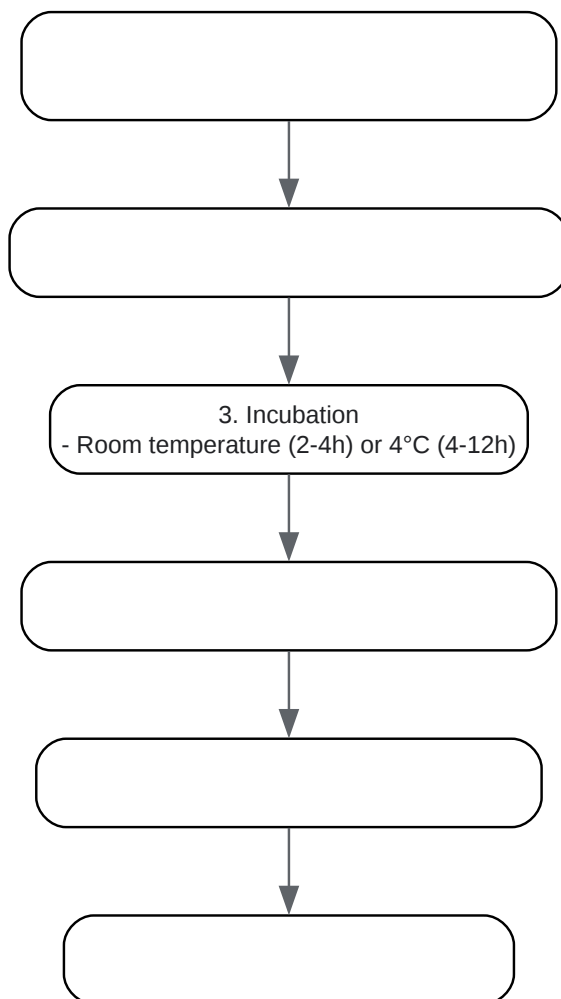 3. Incubation
- Room temperature (2-4h) or 4°C (4-12h)